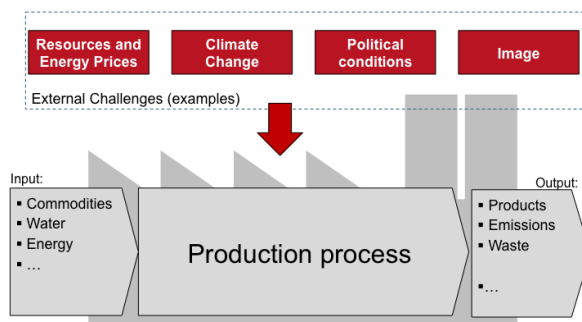 Resources and
Energy Prices
Climate
Change
Political
conditions
Image
External Challenges (examples)
Input:
▪ Commodities
▪ Water
▪ Energy
▪ …
Production process
Output:
▪ Products
▪ Emissions
▪ Waste
▪…